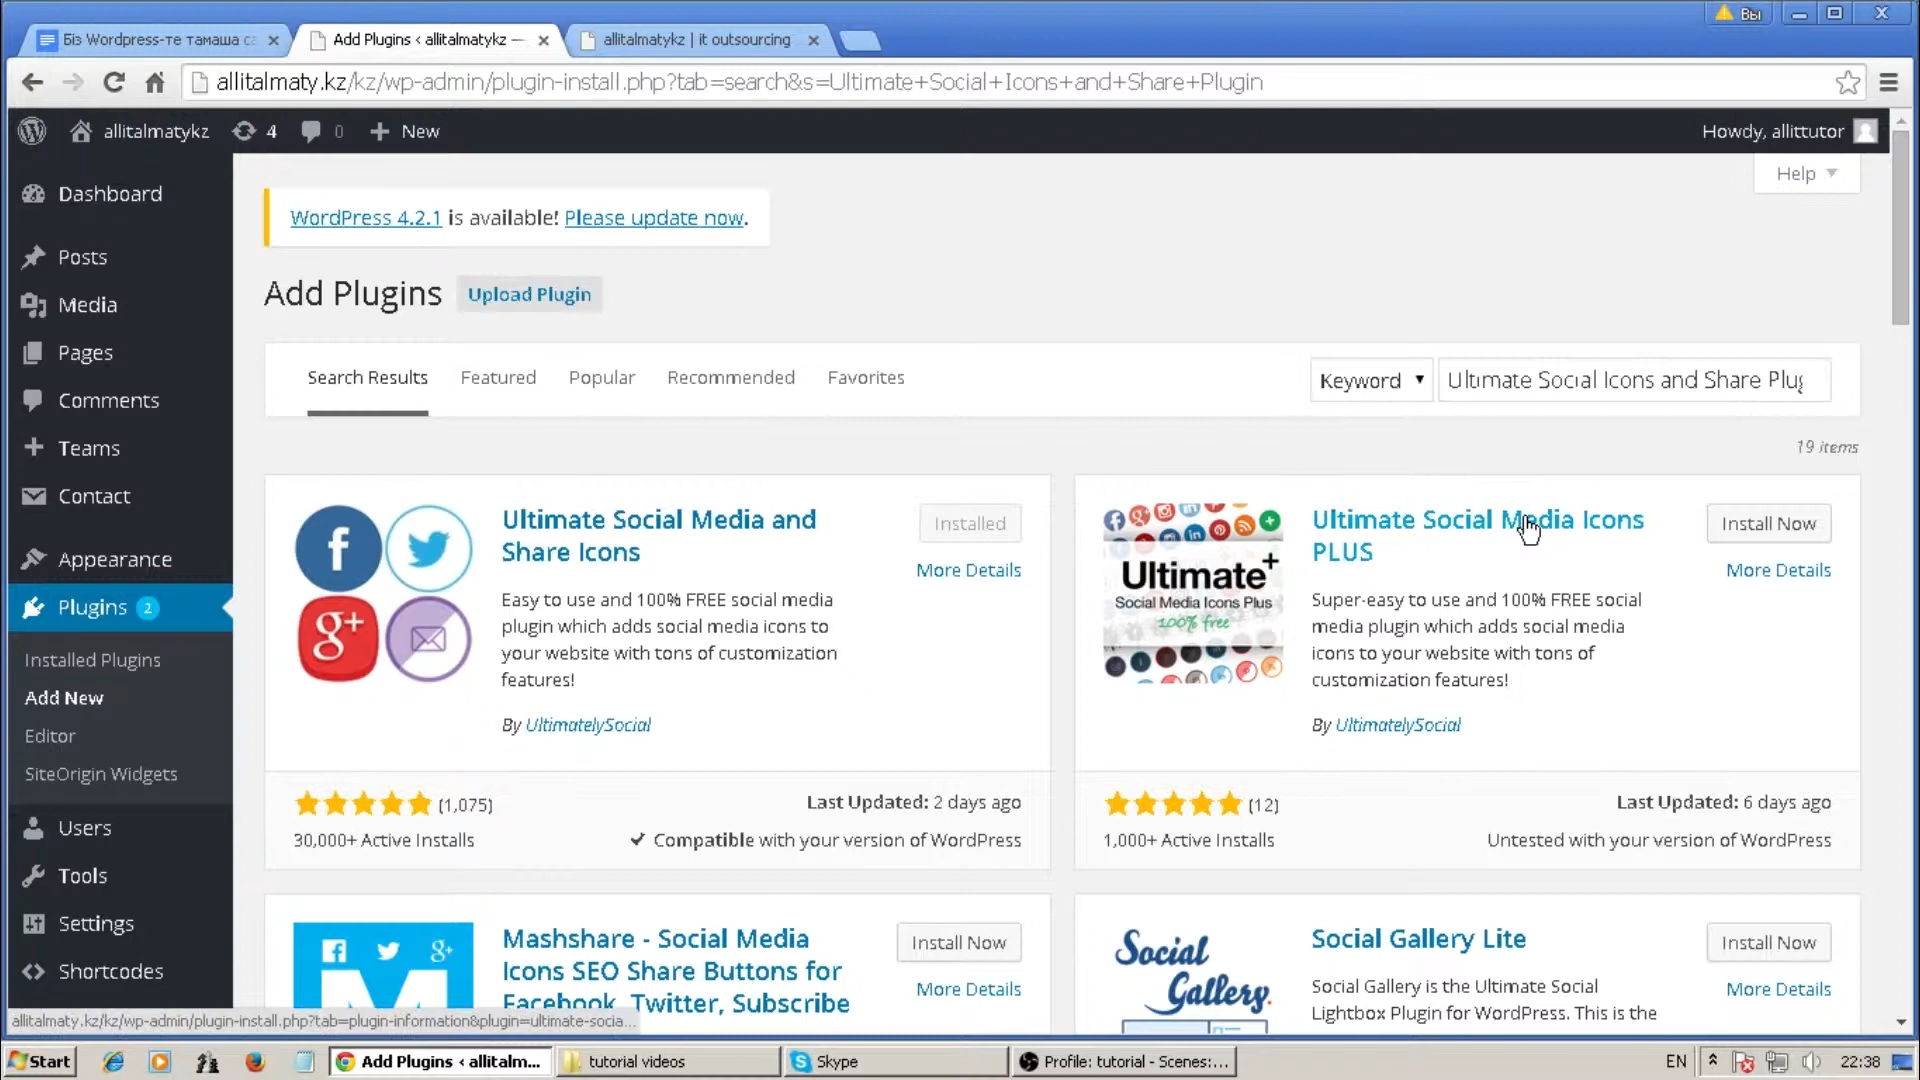 Біз Wordpress-те тамаша са
Add Plugins ‹ allitalmatykz —
allitalmatykz | it outsourcing
Вы
allitalmaty.kz/kz/wp-admin/plugin-install.php?tab=search&s=Ultimate+Social+Icons+and+Share+Plugin
allitalmatykz
4
0
New
Howdy, allittutor
Help
Dashboard
Posts
Media
Pages
Comments
Teams
Contact
Appearance
Plugins 2
Installed Plugins
Add New
Editor
SiteOrigin Widgets
Users
Tools
Settings
Shortcodes
WordPress 4.2.1 is available! Please update now.
Add Plugins
Upload Plugin
Search Results
Featured
Popular
Recommended
Favorites
Keyword
Ultimate Social Icons and Share Plug
19 items
Ultimate Social Media and
Share Icons
Installed
More Details
Easy to use and 100% FREE social media
plugin which adds social media icons to
your website with tons of customization
features!
By UltimatelySocial
(1,075)
Last Updated: 2 days ago
30,000+ Active Installs
Compatible with your version of WordPress
Ultimate+
Social Media Icons Plus
100% free
Ultimate Social Media Icons
PLUS
Install Now
More Details
Super-easy to use and 100% FREE social
media plugin which adds social media
icons to your website with tons of
customization features!
By UltimatelySocial
(12)
Last Updated: 6 days ago
1,000+ Active Installs
Untested with your version of WordPress
Mashshare - Social Media
Icons SEO Share Buttons for
Facebook, Twitter, Subscribe
Install Now
More Details
Social
Gallery
Social Gallery Lite
Install Now
More Details
Social Gallery is the Ultimate Social
Lightbox Plugin for WordPress. This is the
allitalmaty.kz/kz/wp-admin/plugin-install.php?tab=plugin-information&plugin=ultimate-socia...
Start
Add Plugins ‹ allitalm...
tutorial videos
Skype
Profile: tutorial - Scenes:...
EN
22:38